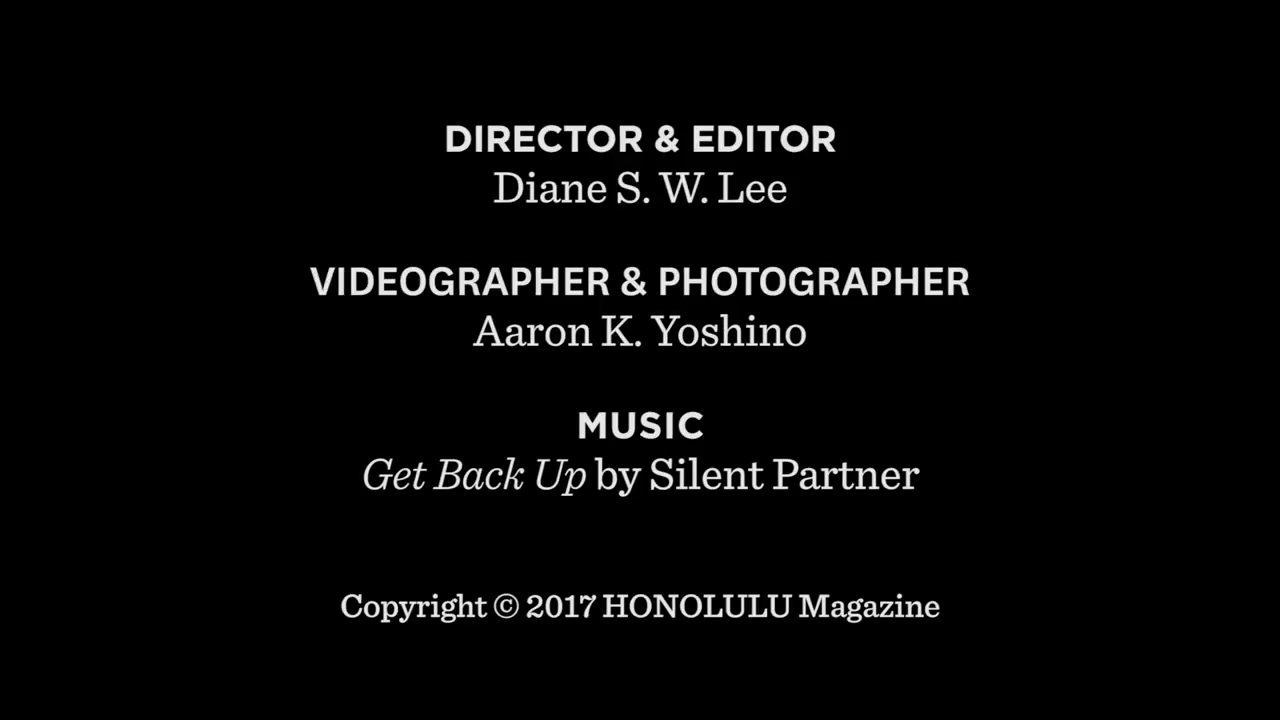 DIRECTOR & EDITOR
Diane S. W. Lee
VIDEOGRAPHER & PHOTOGRAPHER
Aaron K. Yoshino
MUSIC
Get Back Up by Silent Partner
Copyright © 2017 HONOLULU Magazine